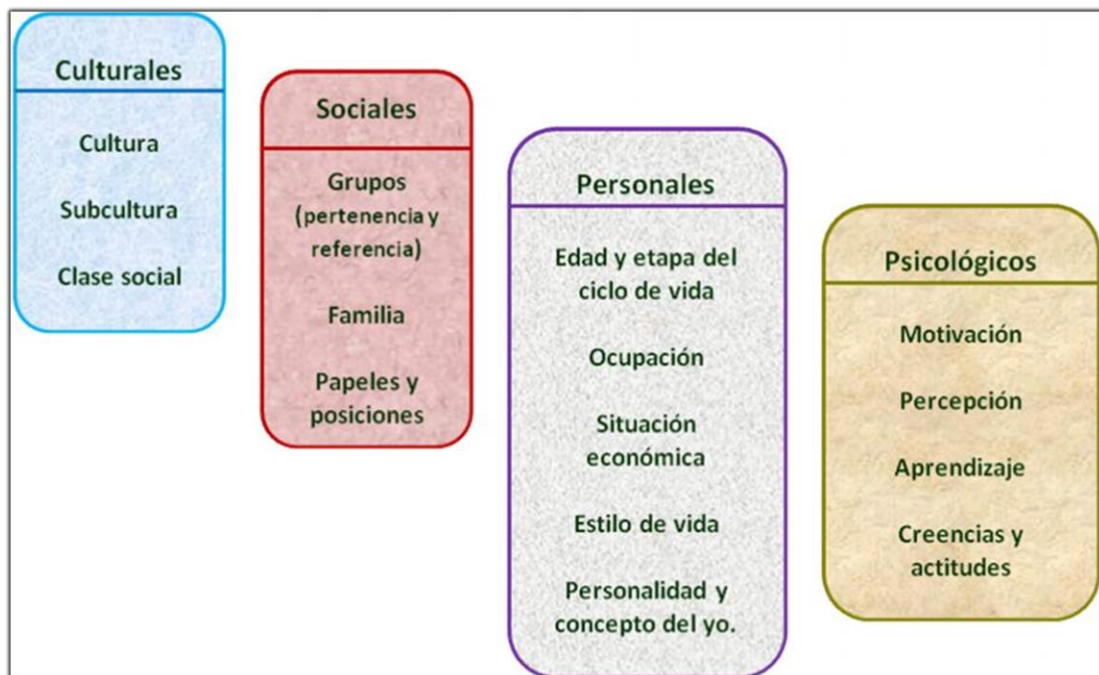 Culturales
Cultura
Subcultura
Clase social
Sociales
Grupos
(pertenencia y
referencia)
Familia
Papeles y
posiciones
Personales
Edad y etapa del
ciclo de vida
Ocupación
Situación
económica
Estilo de vida
Personalidad y
concepto del yo.
Psicológicos
Motivación
Percepción
Aprendizaje
Creencias y
actitudes